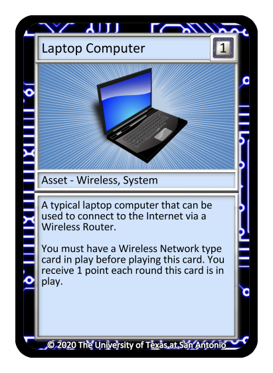 Laptop Computer
1
Asset - Wireless, System
A typical laptop computer that can be
used to connect to the Internet via a
Wireless Router.
You must have a Wireless Network type
card in play before playing this card. You
receive 1 point each round this card is in
play.
© 2020 The University of Texas at San Antonio